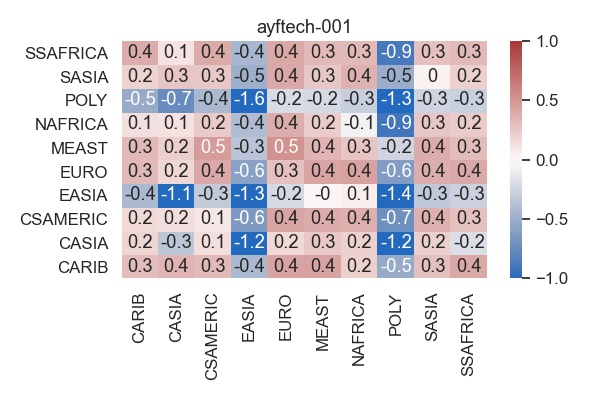 ayftech-001
SSAFRICA 0.4 0.1 0.4 -0.4 0.4 0.3 0.3 -0.9 0.3 0.3
SASIA 0.2 0.3 0.3 -0.5 0.4 0.3 0.4 -0.5 0 0.2
POLY -0.5 -0.7 -0.4 -1.6 -0.2 -0.2 -0.3 -1.3 -0.3 -0.3
NAFRICA 0.1 0.1 0.2 -0.4 0.4 0.2 -0.1 -0.9 0.3 0.2
MEAST 0.3 0.2 0.5 -0.3 0.5 0.4 0.3 -0.2 0.4 0.3
EURO 0.3 0.2 0.4 -0.6 0.3 0.4 0.4 -0.6 0.4 0.4
EASIA -0.4 -1.1 -0.3 -1.3 -0.2 -0 0.1 -1.4 -0.3 -0.3
CSAMERIC 0.2 0.2 0.1 -0.6 0.4 0.4 0.4 -0.7 0.4 0.3
CASIA 0.2 -0.3 0.1 -1.2 0.2 0.3 0.2 -1.2 0.2 -0.2
CARIB 0.3 0.4 0.3 -0.4 0.4 0.4 0.2 -0.5 0.3 0.4
CARIB CASIA CSAMERIC EASIA EURO MEAST NAFRICA POLY SASIA SSAFRICA
1.0
0.5
0.0
−0.5
−1.0